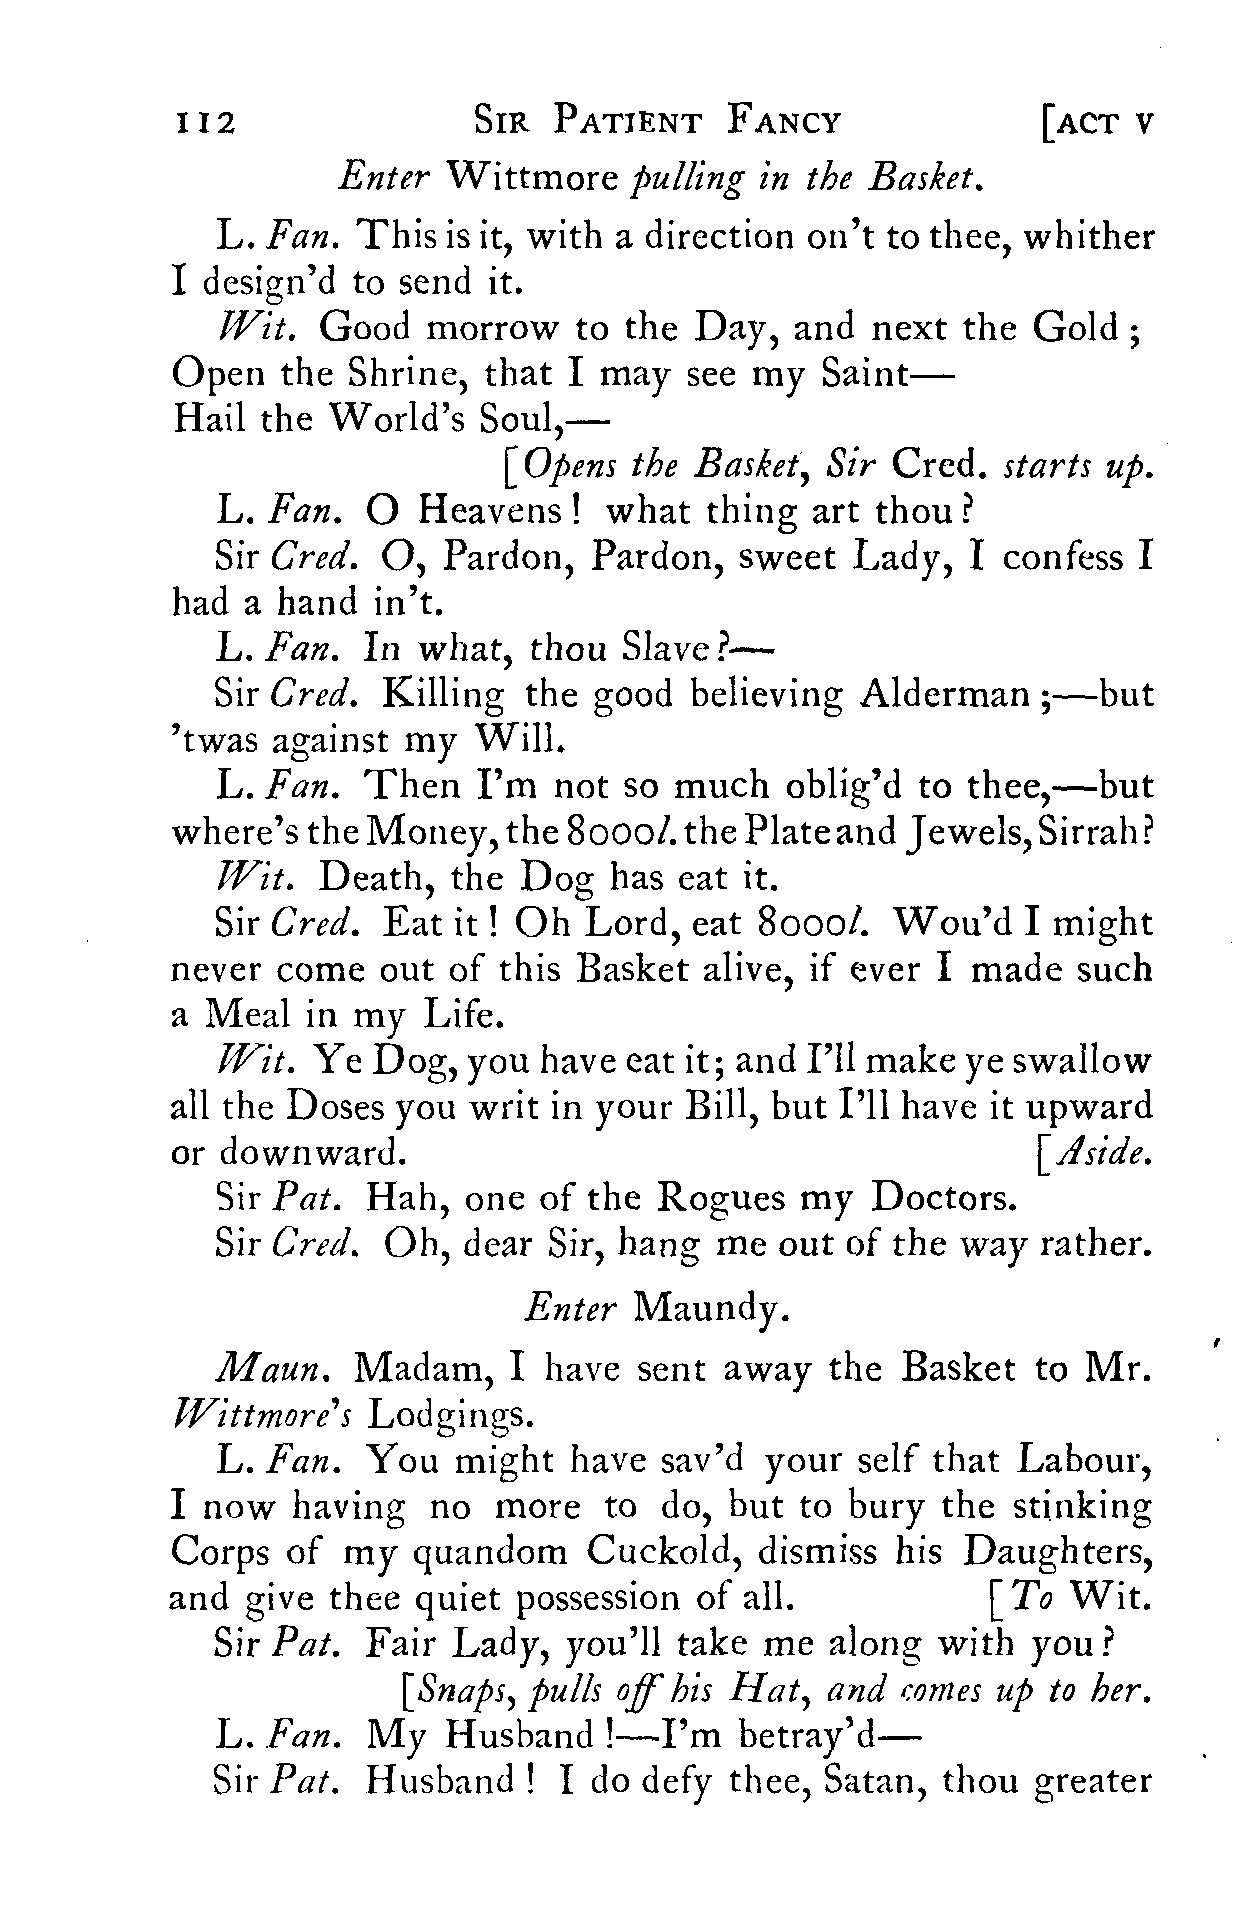 112 SIR PATIENT FANCY [ACT V
Enter Wittmore pulling in the Basket.
L. Fan. This is it, with a direction on't to thee, whither
I design'd to send it.
Wit. Good morrow to the Day, and next the Gold ;
Open the Shrine, that I may see my Saint—
Hail the World's Soul,—
[Opens the Basket, Sir Cred. starts up.
L. Fan. O Heavens ! what thing art thou ?
Sir Cred. O, Pardon, Pardon, sweet Lady, I confess I
had a hand in't.
L. Fan. In what, thou Slave ?—
Sir Cred. Killing the good believing Alderman ;—but
'twas against my Will.
L. Fan. Then I'm not so much oblig'd to thee,—but
where's the Money, the 8000l. the Plate and Jewels, Sirrah ?
Wit. Death, the Dog has eat it.
Sir Cred. Eat it ! Oh Lord, eat 8000l. Wou'd I might
never come out of this Basket alive, if ever I made such
a Meal in my Life.
Wit. Ye Dog, you have eat it; and I'll make ye swallow
all the Doses you writ in your Bill, but I'll have it upward
or downward. [Aside.
Sir Pat. Hah, one of the Rogues my Doctors.
Sir Cred. Oh, dear Sir, hang me out of the way rather.
Enter Maundy.
Maun. Madam, I have sent away the Basket to Mr.
Wittmore's Lodgings.
L. Fan. You might have sav'd your self that Labour,
I now having no more to do, but to bury the stinking
Corps of my quandom Cuckold, dismiss his Daughters,
and give thee quiet possession of all. [To Wit.
Sir Pat. Fair Lady, you'll take me along with you ?
[Snaps, pulls off his Hat, and comes up to her.
L. Fan. My Husband !—I'm betray'd—
Sir Pat. Husband ! I do defy thee, Satan, thou greater